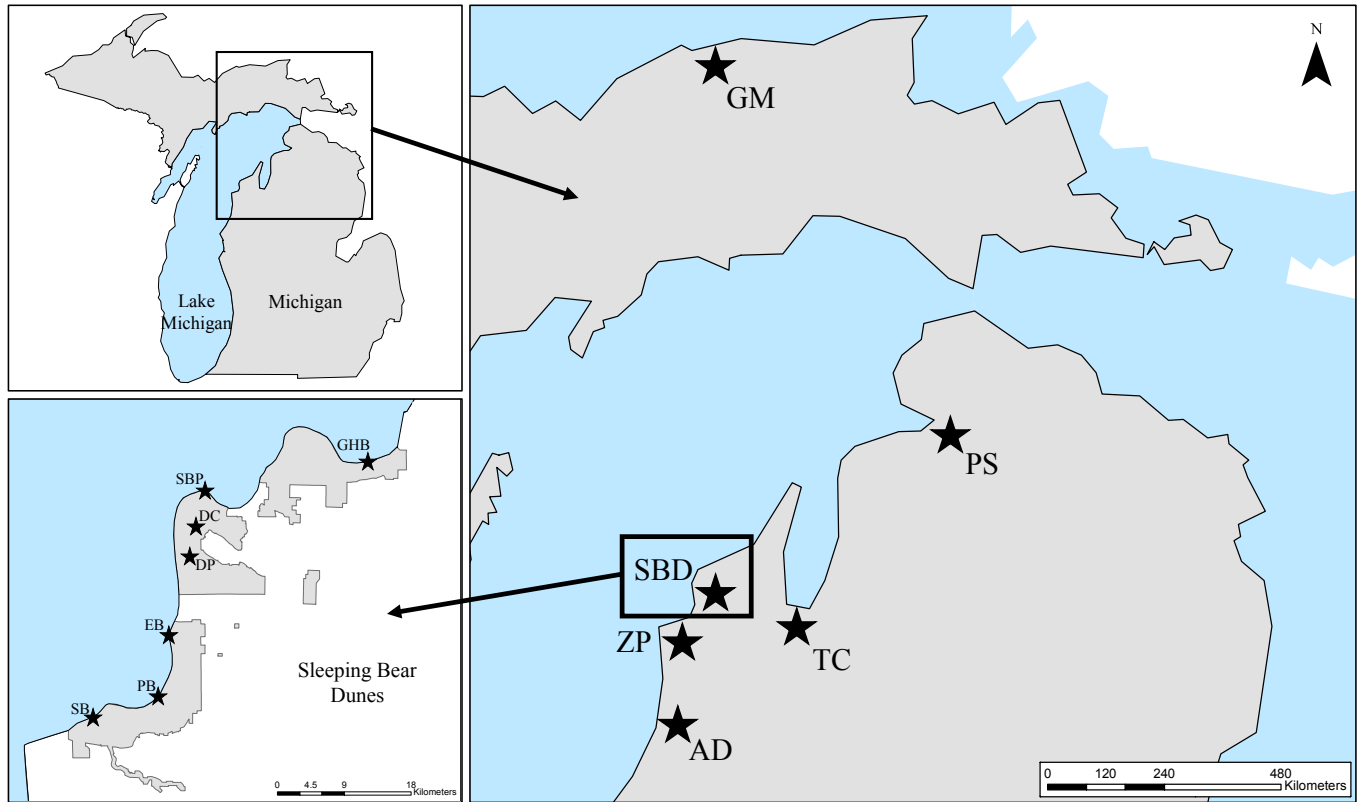 Lake
Michigan
Michigan
GHB
SBP
DC
DP
EB
PB
SB
Sleeping Bear
Dunes
0 4.5 9 18
Kilometers
N
GM
PS
SBD
ZP
TC
AD
0 120 240 480
Kilometers